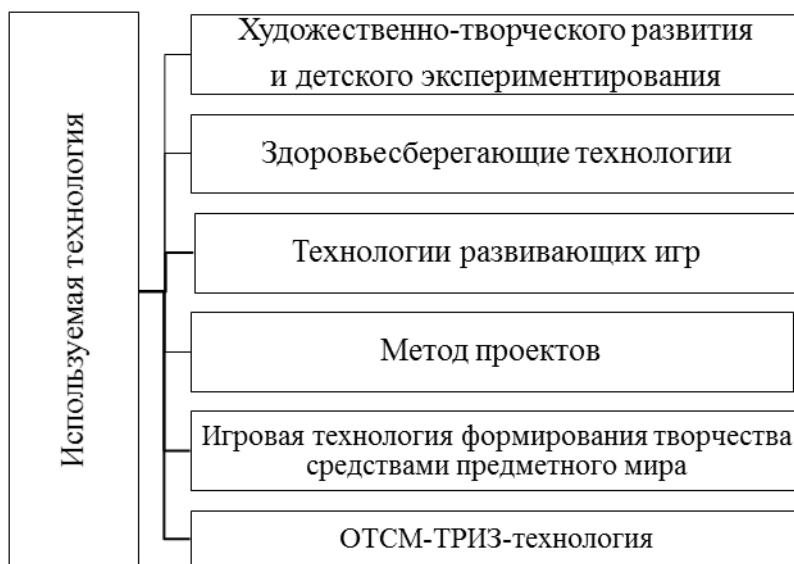 Используемая технология
Художественно-творческого развития
и детского экспериментирования
Здоровьесберегающие технологии
Технологии развивающих игр
Метод проектов
Игровая технология формирования творчества
средствами предметного мира
ОТСМ-ТРИЗ-технология